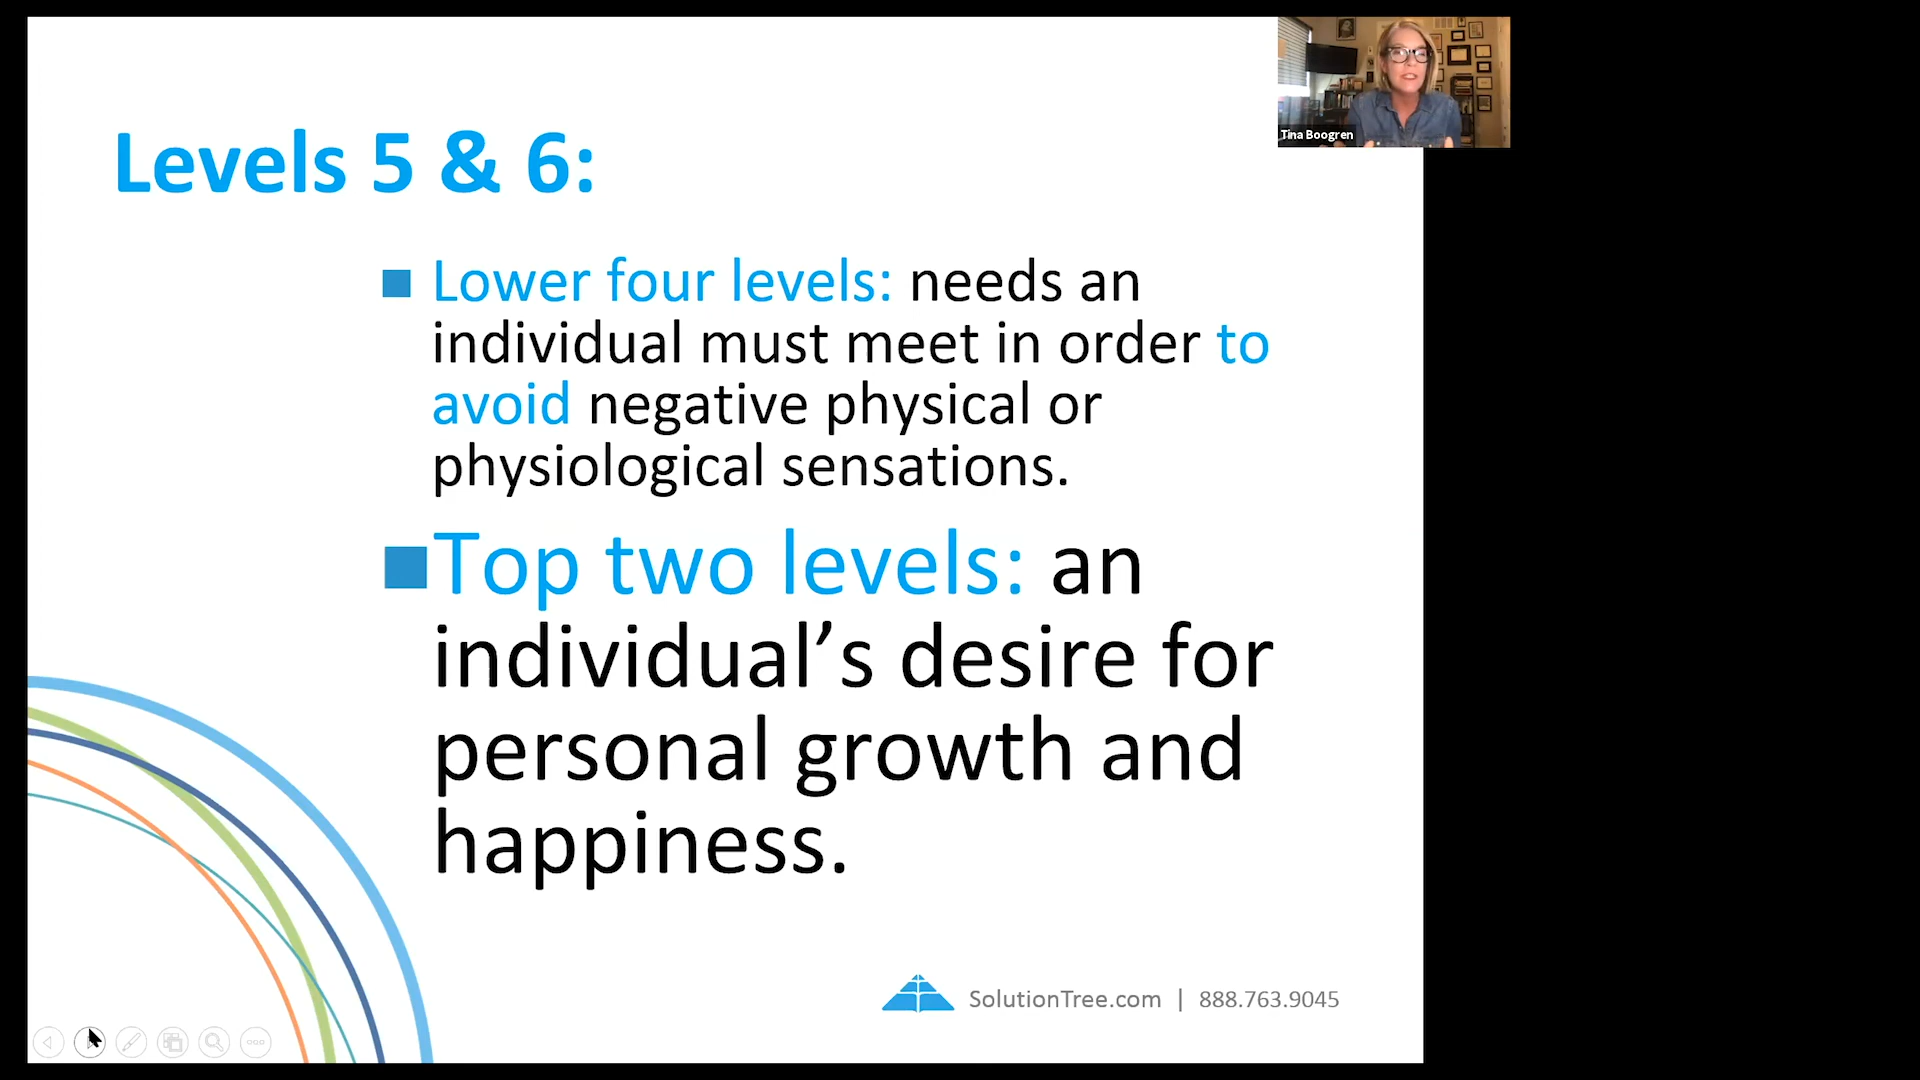 Tina Boogren
Levels 5 & 6:
Lower four levels: needs an
individual must meet in order to
avoid negative physical or
physiological sensations.
Top two levels: an
individual’s desire for
personal growth and
happiness.
SolutionTree.com | 888.763.9045